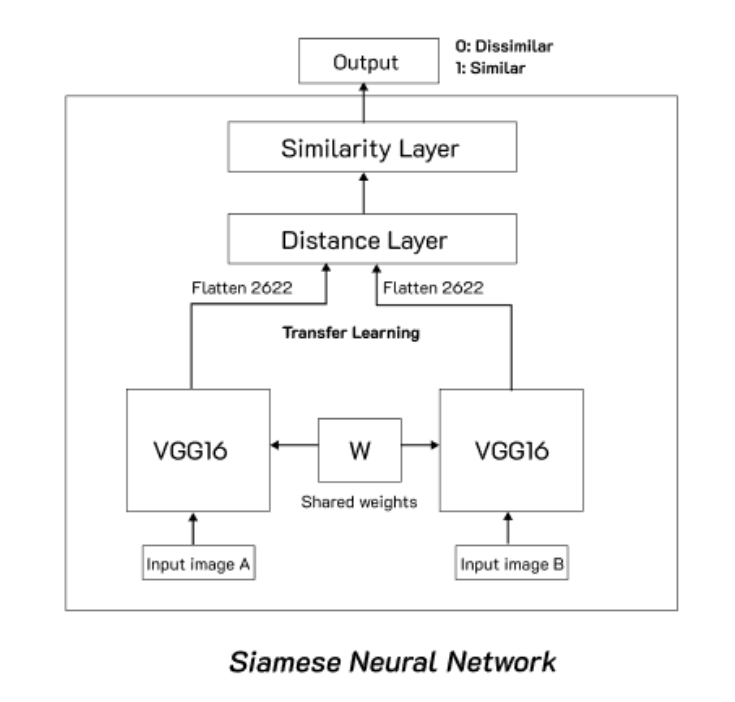 Output
0: Dissimilar
1: Similar
Similarity Layer
Distance Layer
Flatten 2622
Flatten 2622
Transfer Learning
VGG16
W
VGG16
Shared weights
Input image A
Input image B
Siamese Neural Network